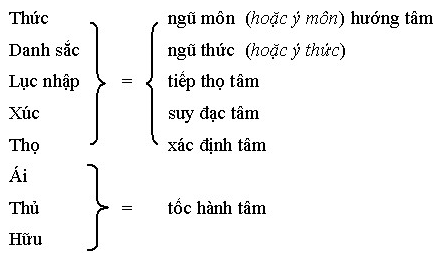 Thức ngũ môn (hoặc ý môn) hướng tâm
Danh sắc ngũ thức (hoặc ý thức)
Lục nhập = tiếp thọ tâm
Xúc suy đạc tâm
Thọ xác định tâm
Ái
Thủ = tốc hành tâm
Hữu